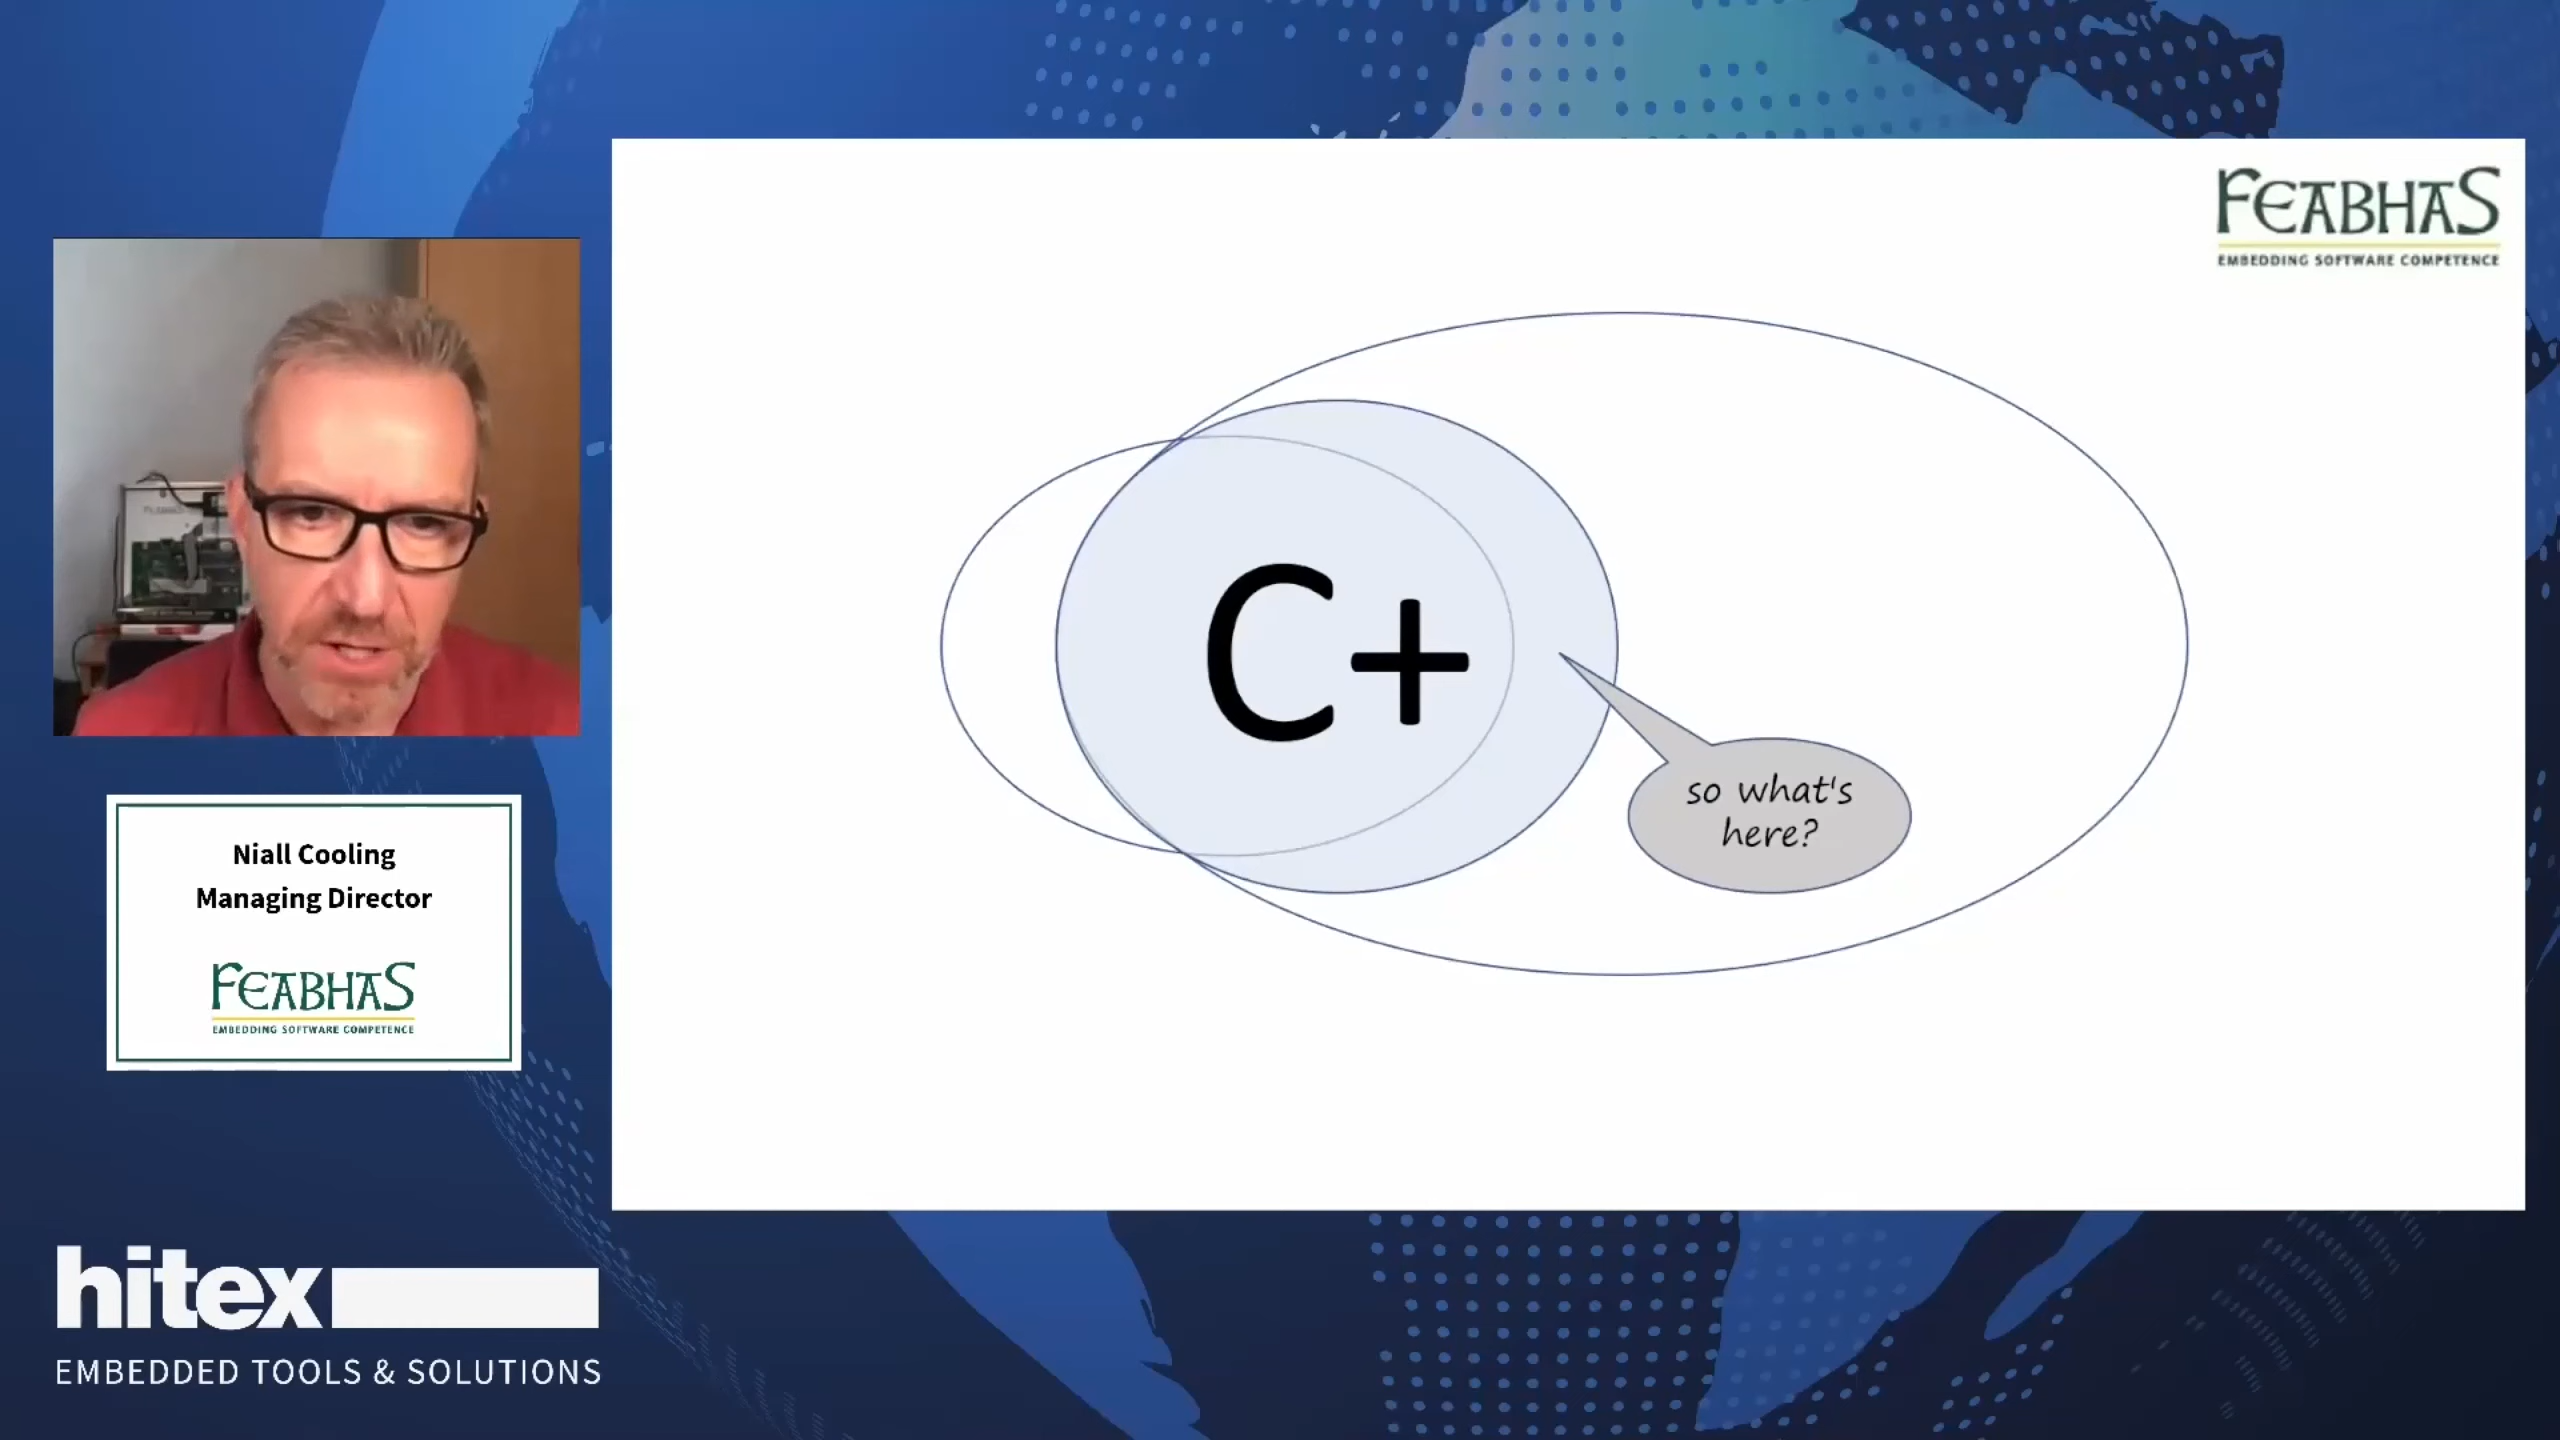 FEABHAS
EMBEDDING SOFTWARE COMPETENCE
C+
so what's
here?
Niall Cooling
Managing Director
FEABHAS
EMBEDDING SOFTWARE COMPETENCE
hitex
EMBEDDED TOOLS & SOLUTIONS